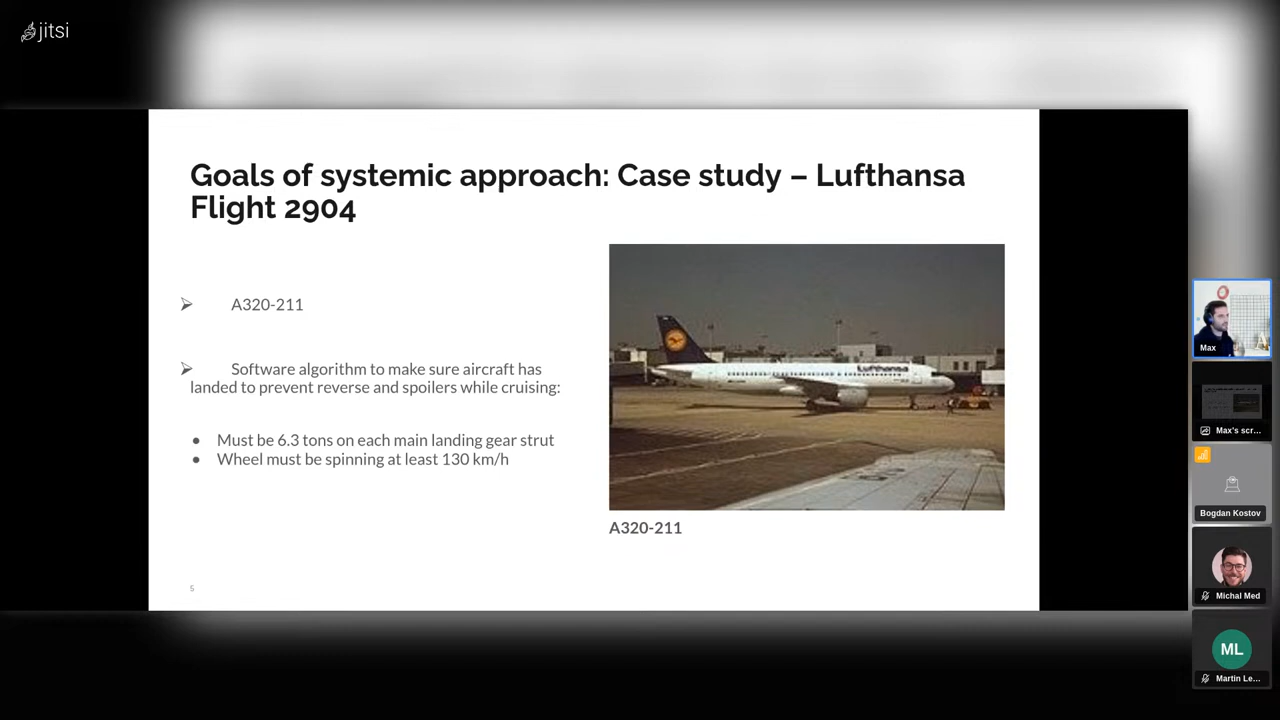 jitsi
Goals of systemic approach: Case study – Lufthansa
Flight 2904
➢ A320-211
➢ Software algorithm to make sure aircraft has
landed to prevent reverse and spoilers while cruising:
● Must be 6.3 tons on each main landing gear strut
● Wheel must be spinning at least 130 km/h
Lufthansa
A320-211
5
Max
Max's scr...
Bogdan Kostov
Michal Med
ML
Martin Le...